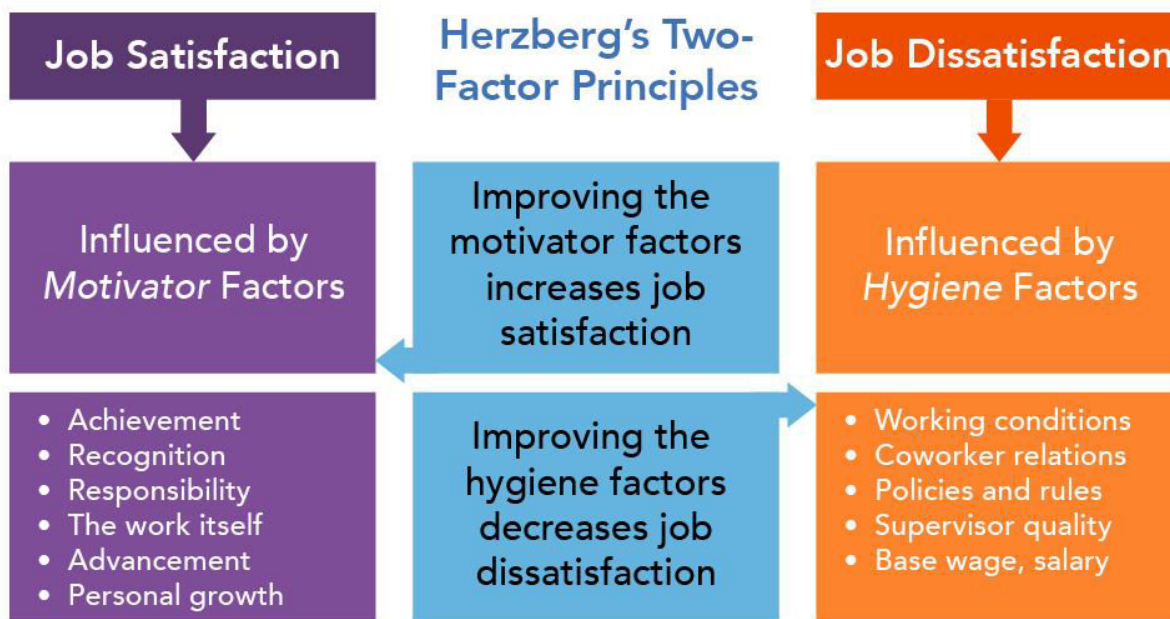 Job Satisfaction
Herzberg's Two-
Factor Principles
Job Dissatisfaction
Influenced by
Motivator Factors
Improving the
motivator factors
increases job
satisfaction
Influenced by
Hygiene Factors
• Achievement
• Recognition
• Responsibility
• The work itself
• Advancement
• Personal growth
Improving the
hygiene factors
decreases job
dissatisfaction
• Working conditions
• Coworker relations
• Policies and rules
• Supervisor quality
• Base wage, salary